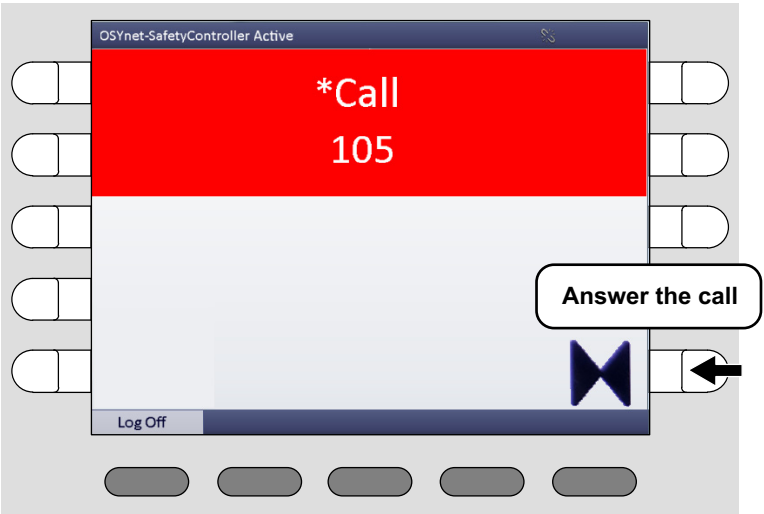 OSYnet-SafetyController Active
*Call
105
Answer the call
Log Off